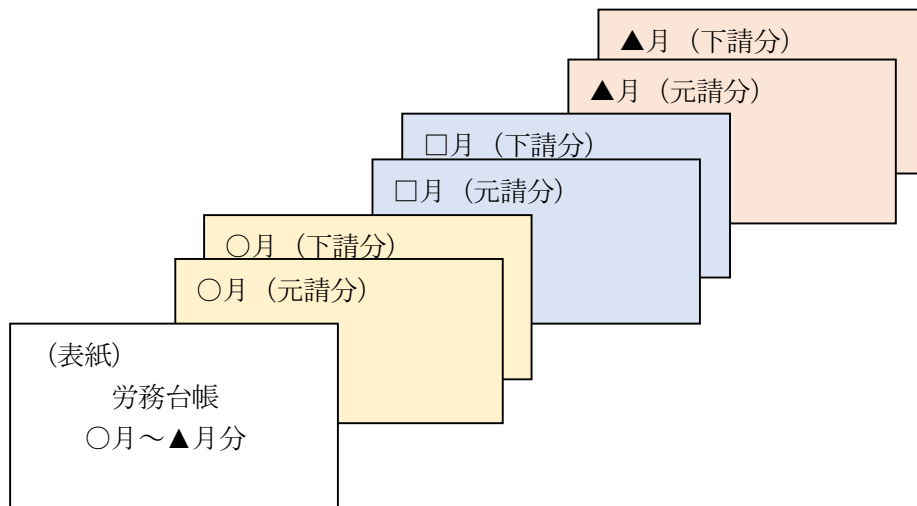 ▲月（下請分）
▲月（元請分）
□月（下請分）
□月（元請分）
○月（下請分）
○月（元請分）
（表紙）
労務台帳
○月～▲月分